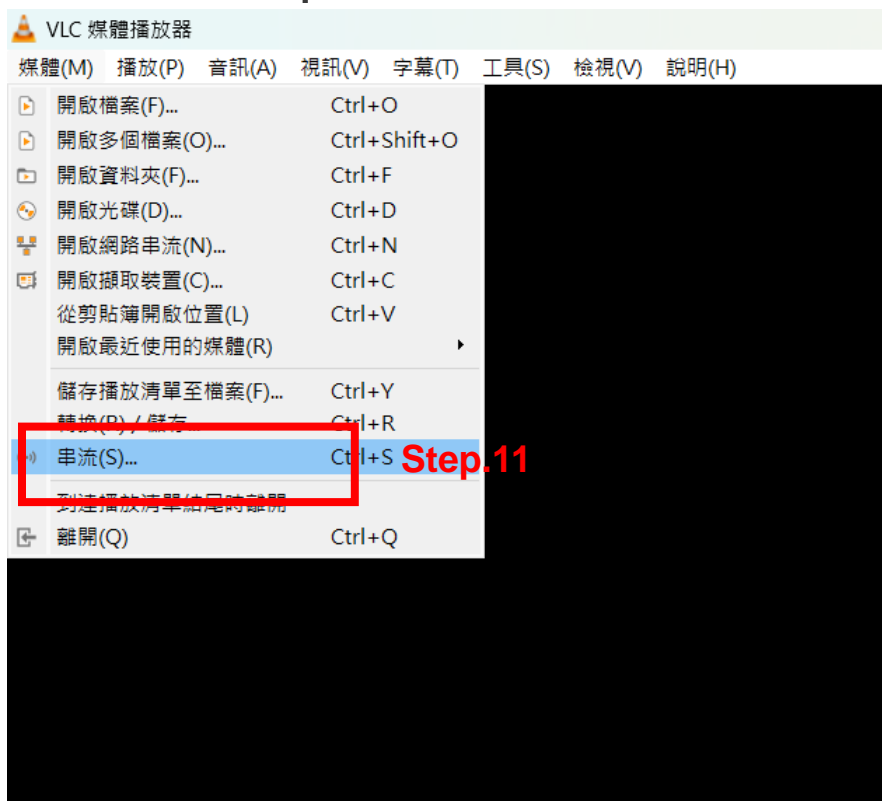 VLC 媒體播放器
媒體(M) 播放(P) 音訊(A) 視訊(V) 字幕(T) 工具(S) 檢視(V) 說明(H)
開啟檔案(F)... Ctrl+O
開啟多個檔案(O)... Ctrl+Shift+O
開啟資料夾(F)... Ctrl+F
開啟光碟(D)... Ctrl+D
開啟網路串流(N)... Ctrl+N
開啟擷取裝置(C)... Ctrl+C
從剪貼簿開啟位置(L) Ctrl+V
開啟最近使用的媒體(R)
儲存播放清單至檔案(F)... Ctrl+Y
轉換(R) / 儲存... Ctrl+R
串流(S)... Ctrl+S Step.11
到達播放清單結尾時離開
離開(Q) Ctrl+Q